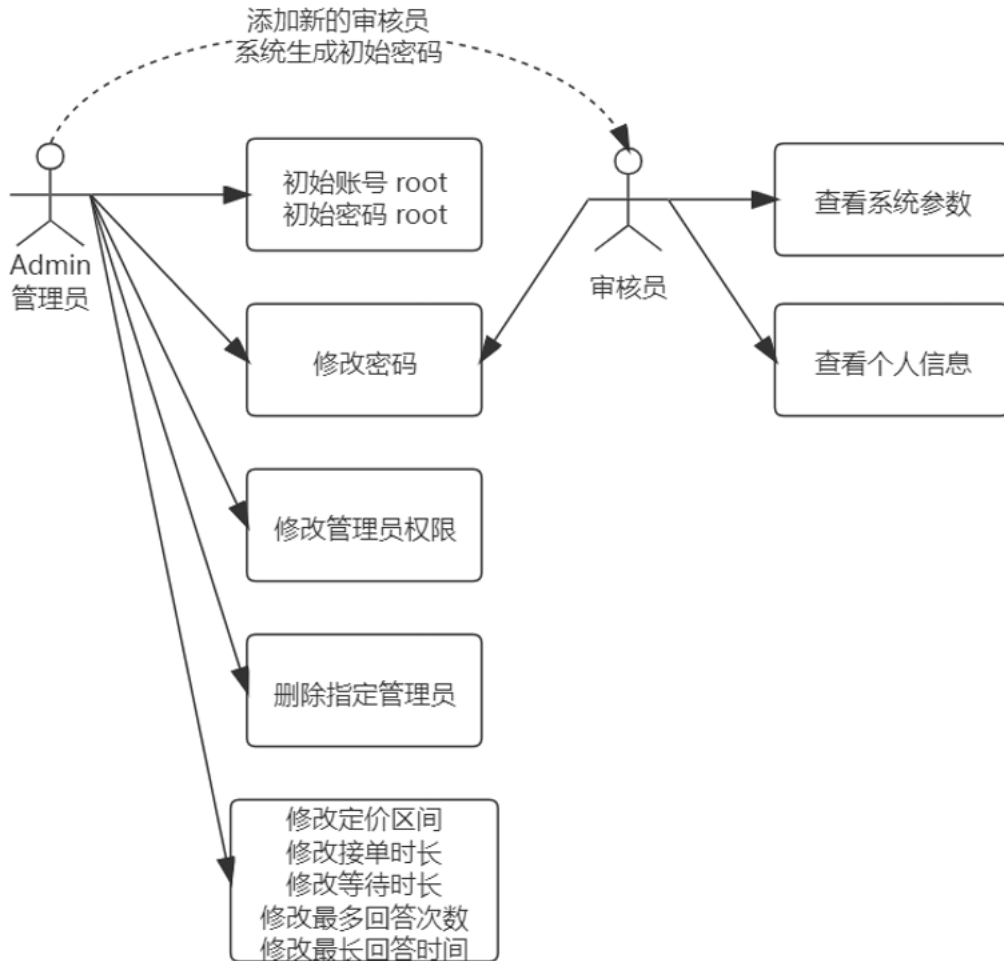 添加新的审核员
系统生成初始密码
初始账号 root
初始密码 root
查看系统参数
Admin
管理员
审核员
修改密码
查看个人信息
修改管理员权限
删除指定管理员
修改定价区间
修改接单时长
修改等待时长
修改最多回答次数
修改最长回答时间